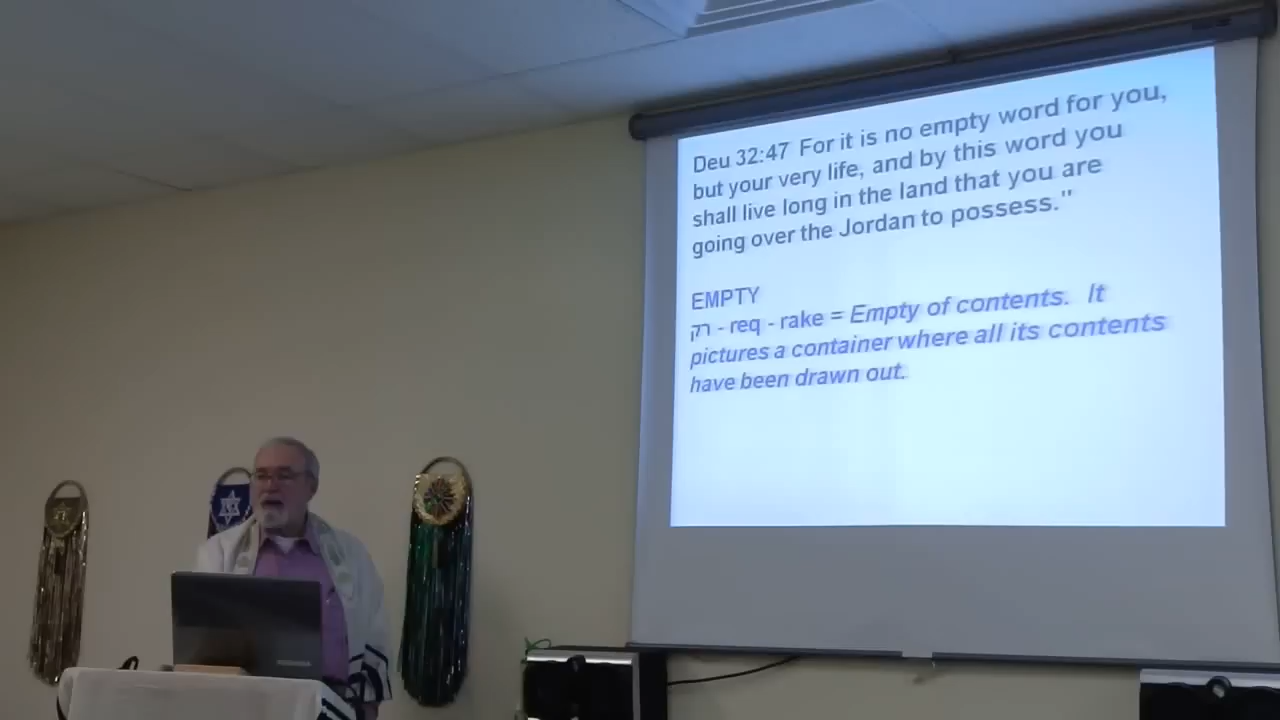 Deu 32:47 For it is no empty word for you,
but your very life, and by this word you
shall live long in the land that you are
going over the Jordan to possess."
EMPTY
רק - req - rake = Empty of contents. It
pictures a container where all its contents
have been drawn out.